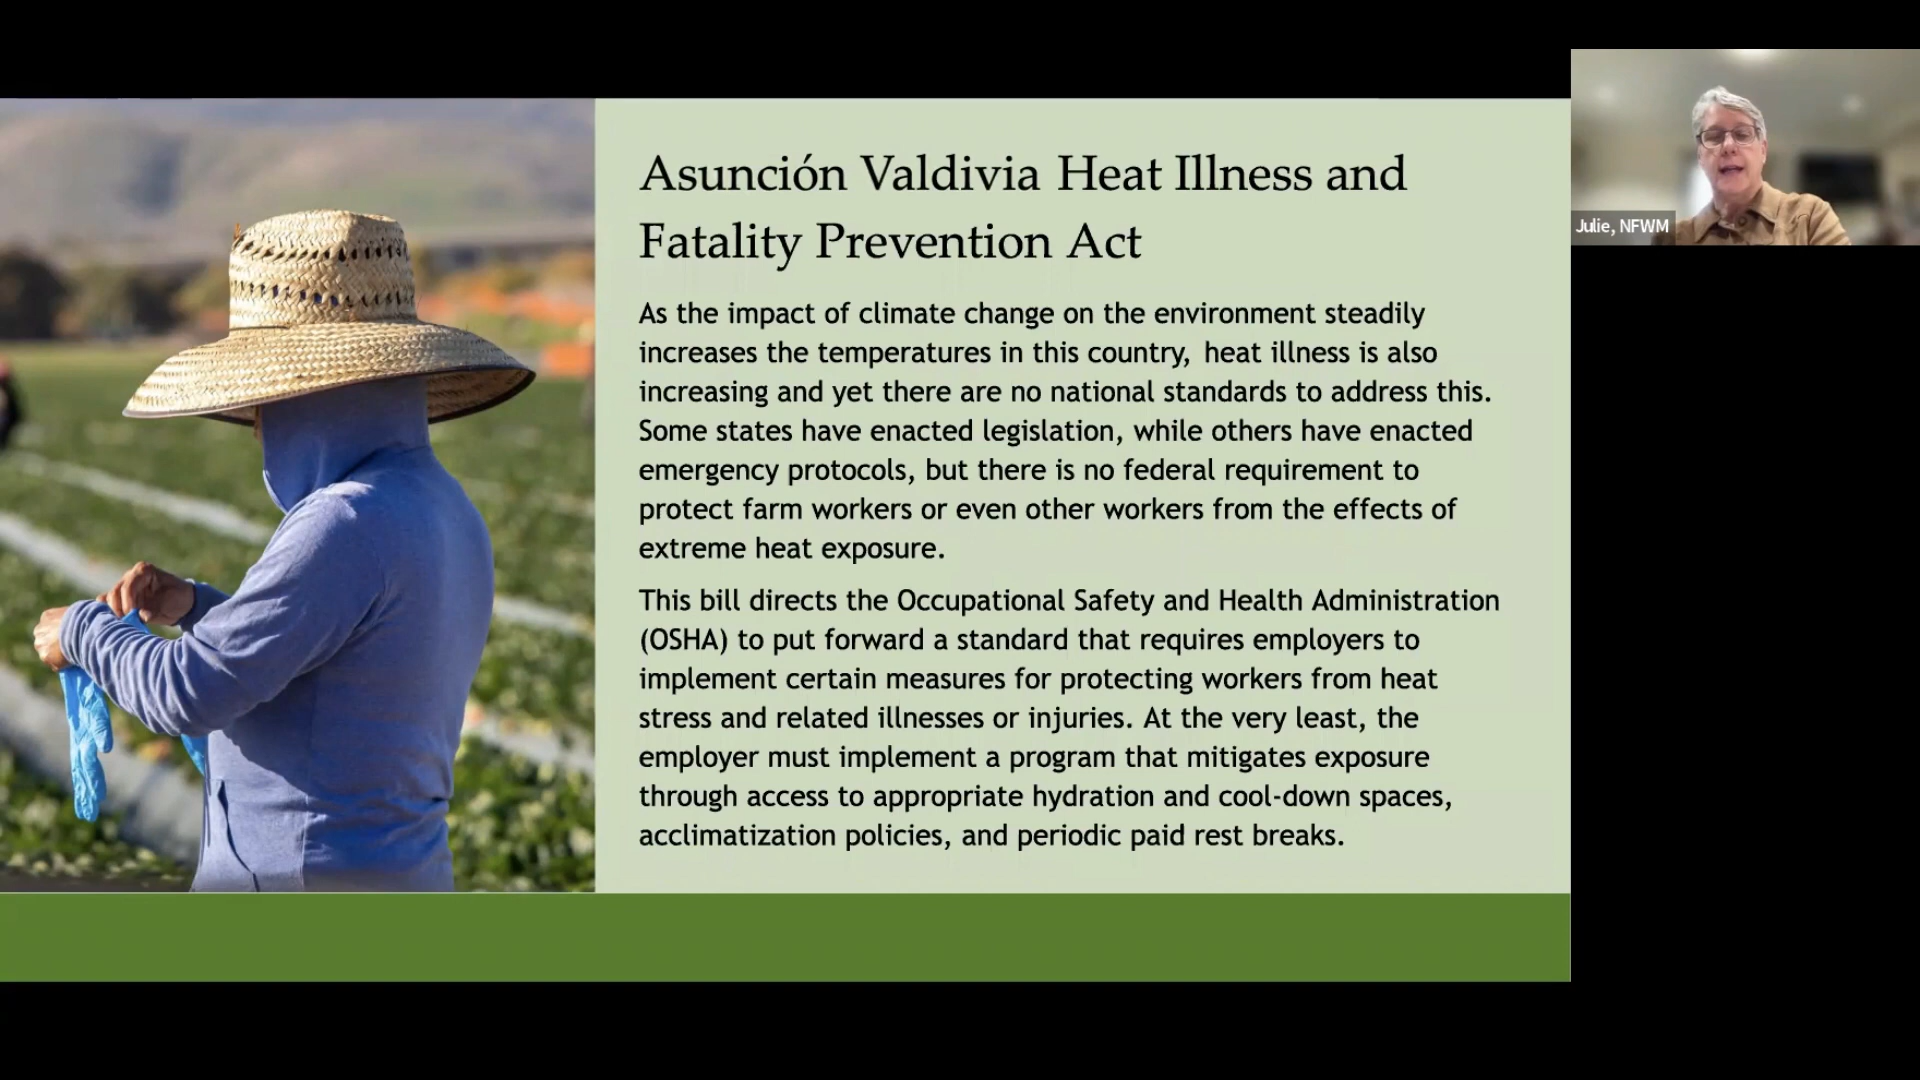 Asunción Valdivia Heat Illness and
Fatality Prevention Act
As the impact of climate change on the environment steadily
increases the temperatures in this country, heat illness is also
increasing and yet there are no national standards to address this.
Some states have enacted legislation, while others have enacted
emergency protocols, but there is no federal requirement to
protect farm workers or even other workers from the effects of
extreme heat exposure.
This bill directs the Occupational Safety and Health Administration
(OSHA) to put forward a standard that requires employers to
implement certain measures for protecting workers from heat
stress and related illnesses or injuries. At the very least, the
employer must implement a program that mitigates exposure
through access to appropriate hydration and cool-down spaces,
acclimatization policies, and periodic paid rest breaks.
Julie, NFWM